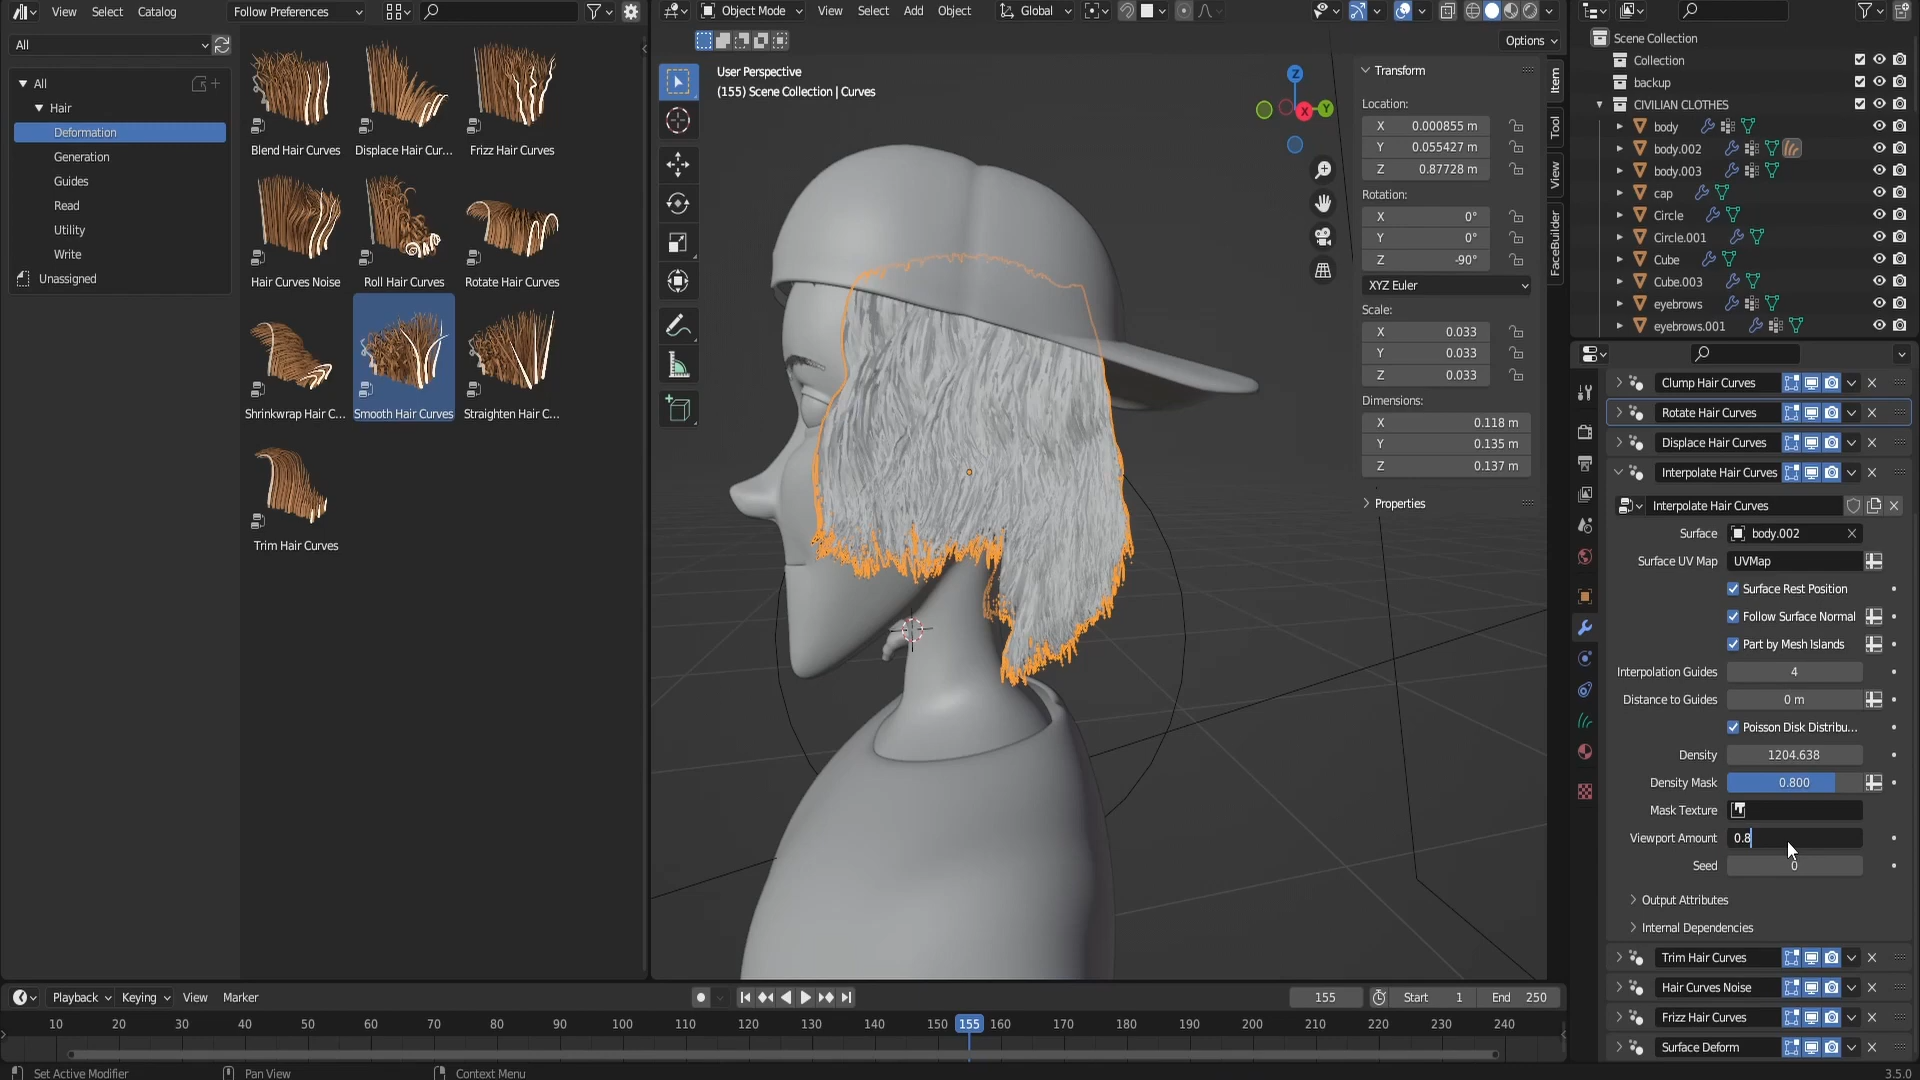 View Select Catalog
Follow Preferences
All
All
Hair
Deformation
Generation
Guides
Read
Utility
Write
Unassigned
Blend Hair Curves
Displace Hair Cur...
Frizz Hair Curves
Hair Curves Noise
Roll Hair Curves
Rotate Hair Curves
Shrinkwrap Hair C...
Smooth Hair Curves
Straighten Hair C...
Trim Hair Curves
Object Mode View Select Add Object Global
Options
User Perspective
(155) Scene Collection | Curves
Z
Y
X
Transform
Location:
X 0.000855 m
Y 0.055427 m
Z 0.87728 m
Rotation:
X 0°
Y 0°
Z -90°
XYZ Euler
Scale:
X 0.033
Y 0.033
Z 0.033
Dimensions:
X 0.118 m
Y 0.135 m
Z 0.137 m
Properties
Item
Tool
View
FaceBuilder
Scene Collection
Collection
backup
CIVILIAN CLOTHES
body
body.002
body.003
cap
Circle
Circle.001
Cube
Cube.003
eyebrows
eyebrows.001
Clump Hair Curves
Rotate Hair Curves
Displace Hair Curves
Interpolate Hair Curves
Interpolate Hair Curves
Surface body.002
Surface UV Map UVMap
Surface Rest Position
Follow Surface Normal
Part by Mesh Islands
Interpolation Guides 4
Distance to Guides 0 m
Poisson Disk Distribu...
Density 1204.638
Density Mask 0.800
Mask Texture
Viewport Amount 0.8
Seed 0
Output Attributes
Internal Dependencies
Trim Hair Curves
Hair Curves Noise
Frizz Hair Curves
Surface Deform
Playback Keying View Marker
155 Start 1 End 250
10 20 30 40 50 60 70 80 90 100 110 120 130 140 150 155 160 170 180 190 200 210 220 230 240
Set Active Modifier Pan View Context Menu 3.5.0